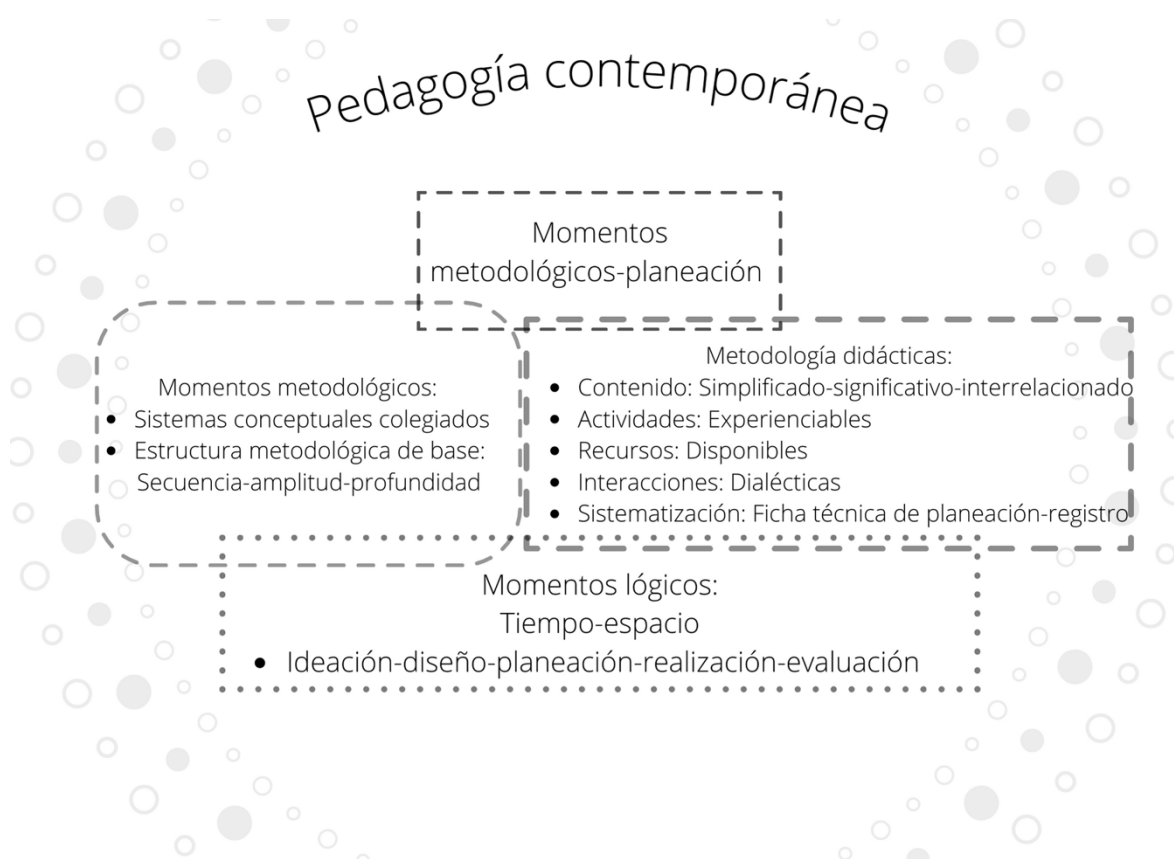 Pedagogía contemporánea
Momentos
metodológicos-planeación
Momentos metodológicos:
• Sistemas conceptuales colegiados
• Estructura metodológica de base:
Secuencia-amplitud-profundidad
Metodología didácticas:
• Contenido: Simplificado-significativo-interrelacionado
• Actividades: Experienciables
• Recursos: Disponibles
• Interacciones: Dialécticas
• Sistematización: Ficha técnica de planeación-registro
Momentos lógicos:
Tiempo-espacio
• Ideación-diseño-planeación-realización-evaluación